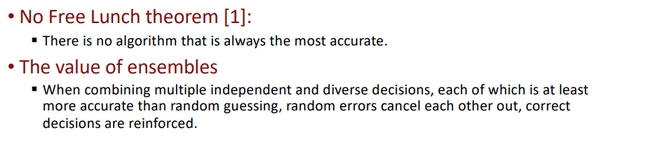 • No Free Lunch theorem [1]:
▪ There is no algorithm that is always the most accurate.
• The value of ensembles
▪ When combining multiple independent and diverse decisions, each of which is at least
more accurate than random guessing, random errors cancel each other out, correct
decisions are reinforced.